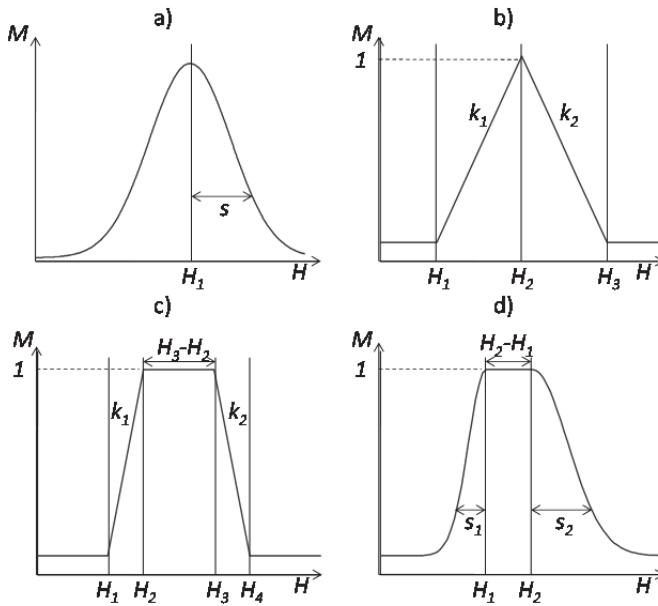 a)
M
s
H₁
H
b)
M
1
k₁
k₂
H₁
H₂
H₃
H
c)
M
1
H₃-H₂
k₁
k₂
H₁
H₂
H₃
H₄
H
d)
M
1
H₂-H₁
s₁
s₂
H₁
H₂
H